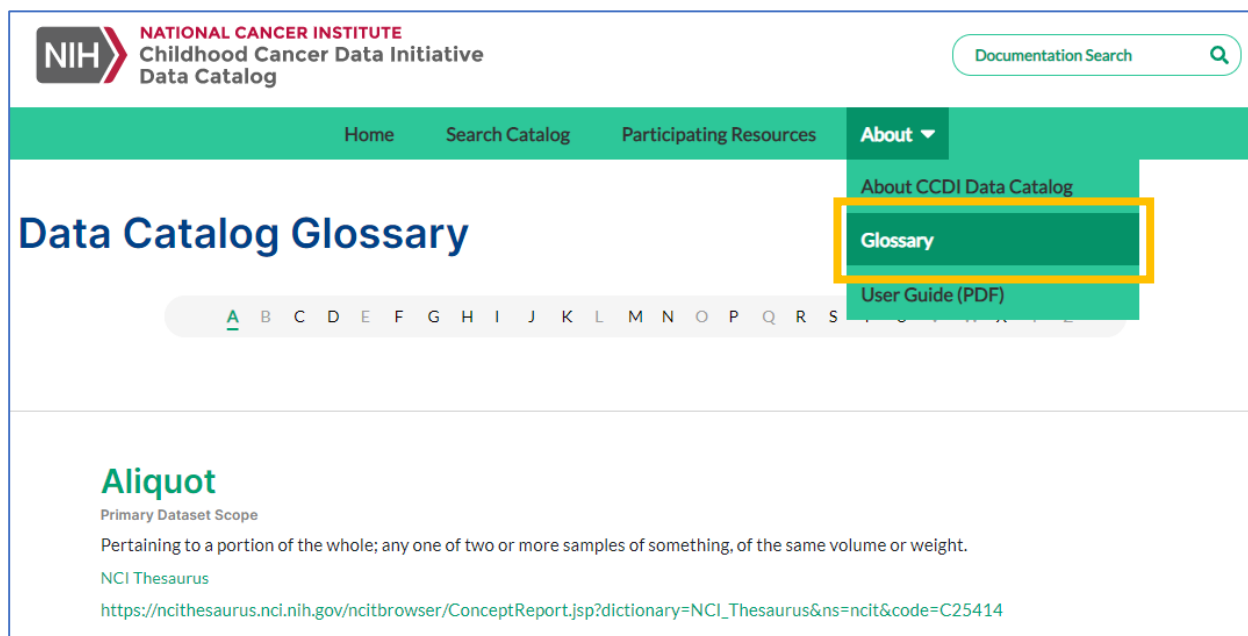 NIH
NATIONAL CANCER INSTITUTE
Childhood Cancer Data Initiative
Data Catalog
Documentation Search
Home Search Catalog Participating Resources About
About CCDI Data Catalog
Glossary
User Guide (PDF)
Data Catalog Glossary
A B C D E F G H I J K L M N O P Q R S
Aliquot
Primary Dataset Scope
Pertaining to a portion of the whole; any one of two or more samples of something, of the same volume or weight.
NCI Thesaurus
https://ncithesaurus.nci.nih.gov/ncitbrowser/ConceptReport.jsp?dictionary=NCI_Thesaurus&ns=ncit&code=C25414